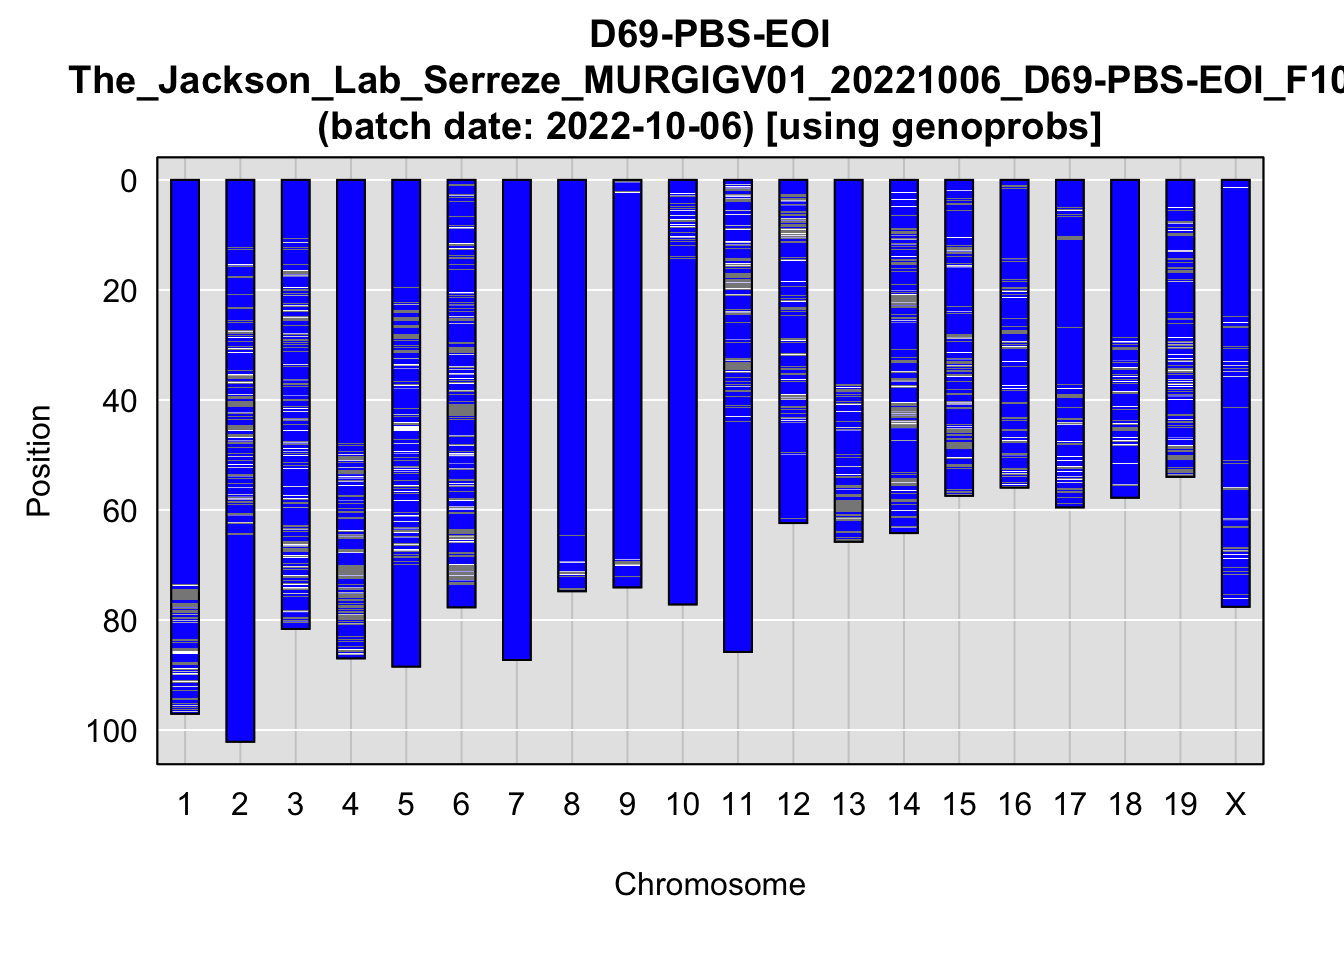 D69-PBS-EOI
The_Jackson_Lab_Serreze_MURGIGV01_20221006_D69-PBS-EOI_F10
(batch date: 2022-10-06) [using genoprobs]
0
20
40
60
80
100
Position
1 2 3 4 5 6 7 8 9 10 11 12 13 14 15 16 17 18 19 X
Chromosome